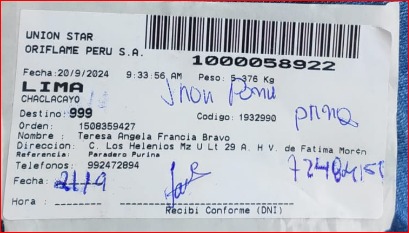 UNION STAR
ORIFLAME PERU S.A.
1000058922
Fecha:20/9/2024 9:33:56 AM Peso: 5.376 Kg
LIMA
CHACLACAYO
Jhon
Destino: 999 Codigo: 1932990
Orden: 1508359427
Nombre : Teresa Angela Francia Bravo
Direccion: C. Los Helenios Mz U Lt 29 A. H V. de Fatima Morón
Referencia: Paradero Purina
Telefonos: 992472894
Fecha: 21/9
Hora :
Recibi Conforme (DNI)